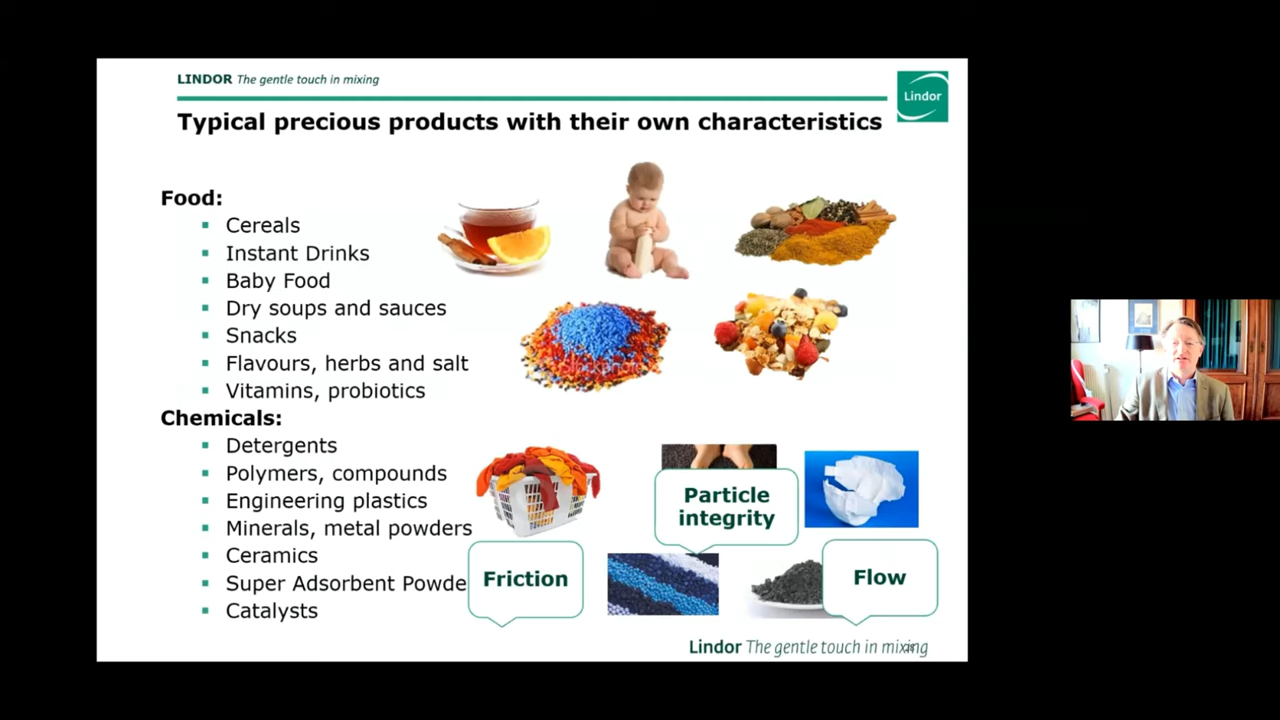 LINDOR The gentle touch in mixing
Lindor
Typical precious products with their own characteristics
Food:
Cereals
Instant Drinks
Baby Food
Dry soups and sauces
Snacks
Flavours, herbs and salt
Vitamins, probiotics
Chemicals:
Detergents
Polymers, compounds
Engineering plastics
Minerals, metal powders
Ceramics
Super Adsorbent Powde
Catalysts
Particle
integrity
Friction
Flow
Lindor The gentle touch in mixing